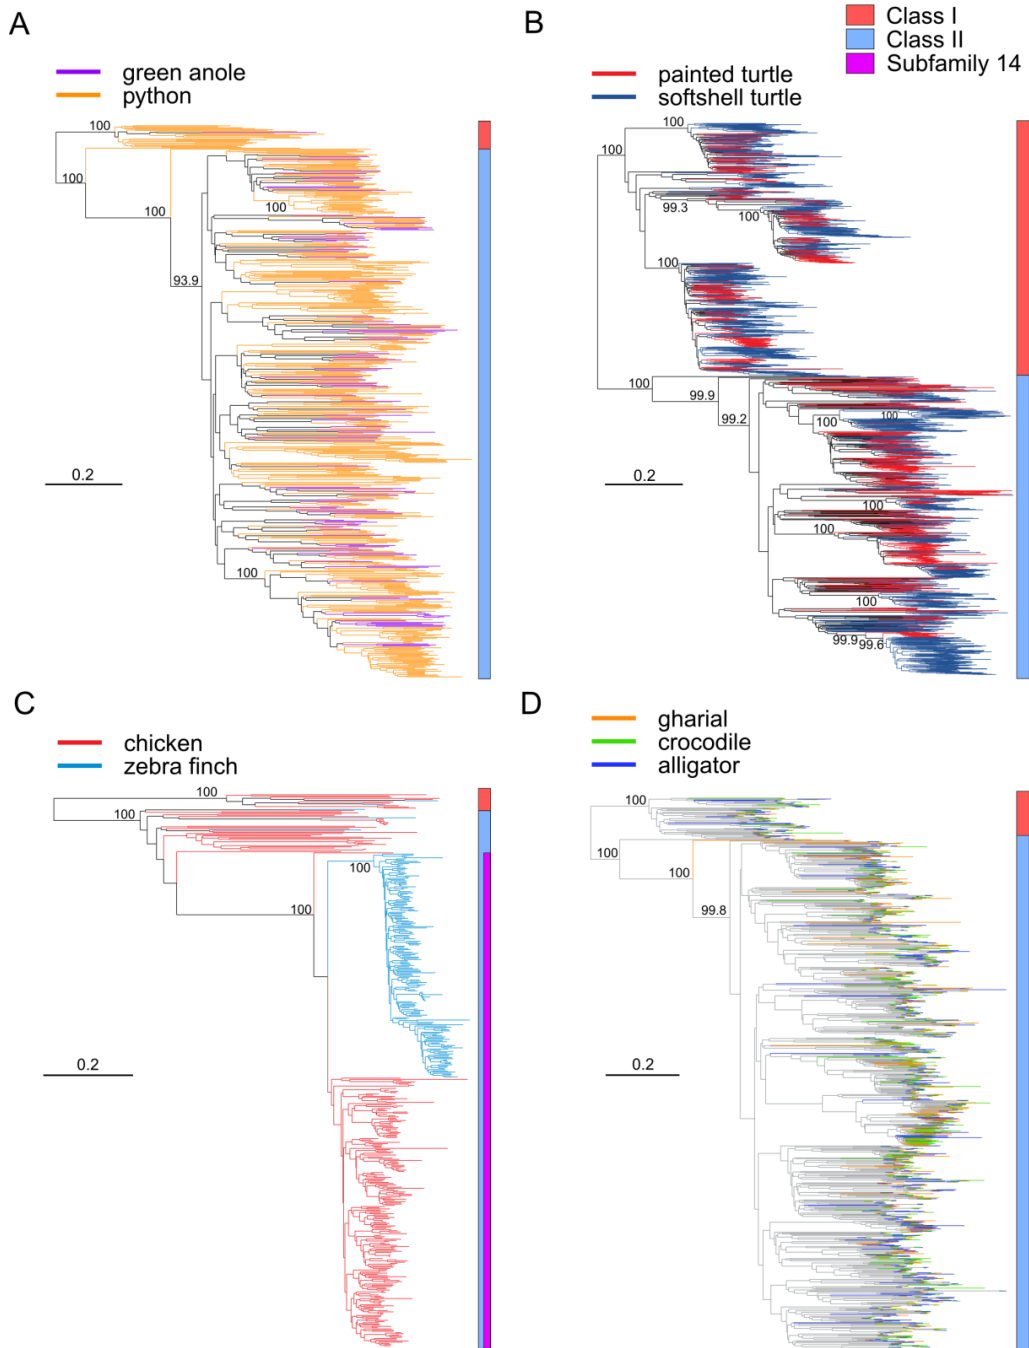 A
green anole
python
100
100
100
100
93.9
0.2
100
B
Class I
Class II
Subfamily 14
painted turtle
softshell turtle
100
100
99.3
100
100
100
99.9
99.2
100
100
100
100
0.2
100
99.9
99.6
C
chicken
zebra finch
100
100
100
100
0.2
D
gharial
crocodile
alligator
100
100
100
99.8
0.2